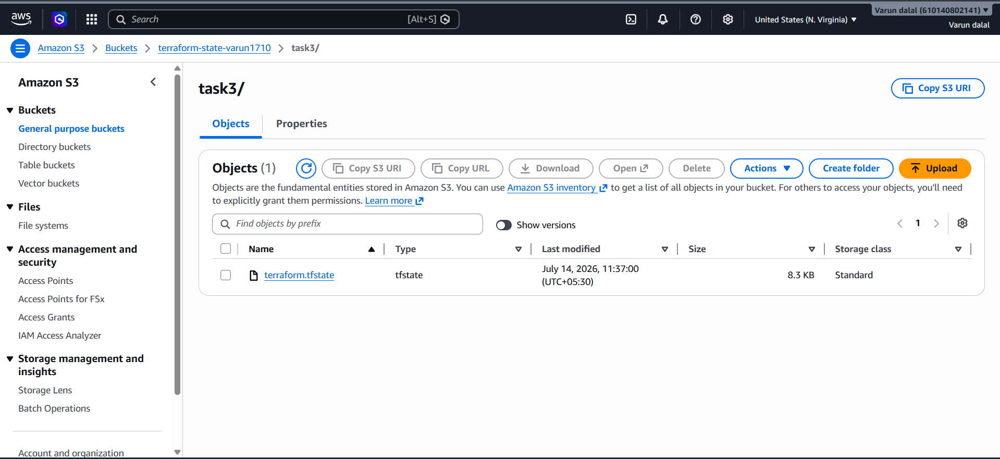 aws
Search
[Alt+S]
United States (N. Virginia)
Varun dalal (610140802141)
Varun dalal
Amazon S3
Buckets
terraform-state-varun1710
task3/
Amazon S3
Buckets
General purpose buckets
Directory buckets
Table buckets
Vector buckets
Files
File systems
Access management and
security
Access Points
Access Points for FSx
Access Grants
IAM Access Analyzer
Storage management and
insights
Storage Lens
Batch Operations
Account and organization
task3/
Copy S3 URI
Objects
Properties
Objects (1)
Copy S3 URI
Copy URL
Download
Open
Delete
Actions
Create folder
Upload
Objects are the fundamental entities stored in Amazon S3. You can use Amazon S3 inventory to get a list of all objects in your bucket. For others to access your objects, you'll need
to explicitly grant them permissions. Learn more
Find objects by prefix
Show versions
1
Name
Type
Last modified
Size
Storage class
terraform.tfstate
tfstate
July 14, 2026, 11:37:00
(UTC+05:30)
8.3 KB
Standard